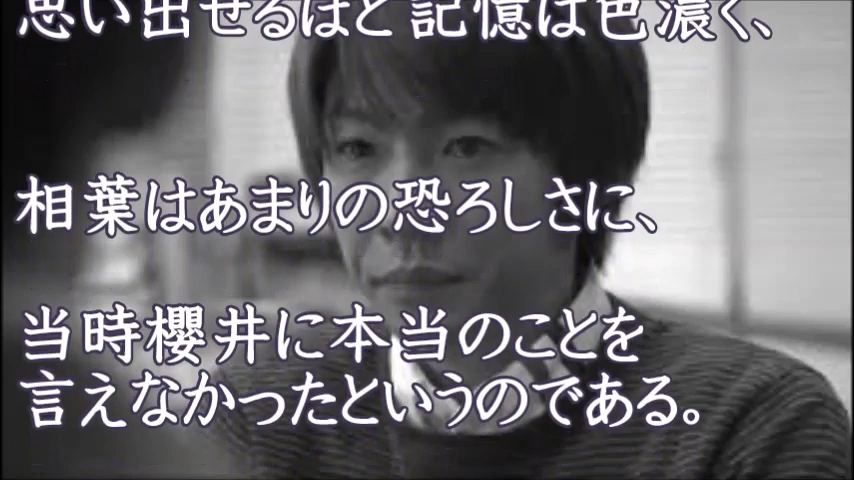 思い出せるほど記憶は色濃く、
相葉はあまりの恐ろしさに、
当時櫻井に本当のことを
言えなかったというのである。